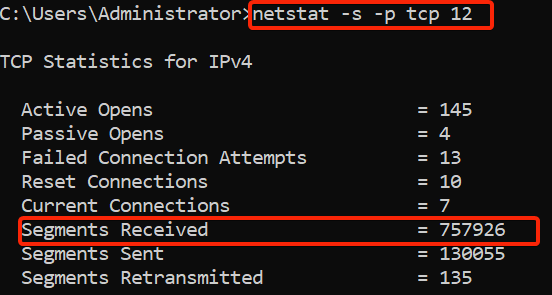 C:\Users\Administrator>netstat -s -p tcp 12
TCP Statistics for IPv4
Active Opens = 145
Passive Opens = 4
Failed Connection Attempts = 13
Reset Connections = 10
Current Connections = 7
Segments Received = 757926
Segments Sent = 130055
Segments Retransmitted = 135